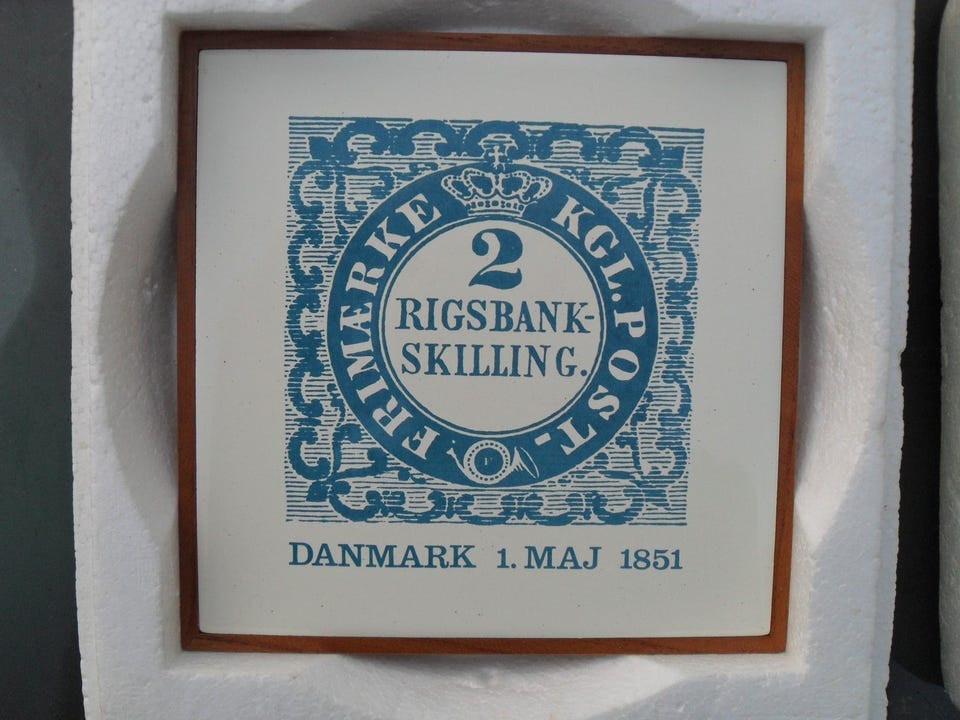 KGL. POST-
FRIMÆRKE
2
RIGSBANK-
SKILLING.
F
DANMARK 1. MAJ 1851